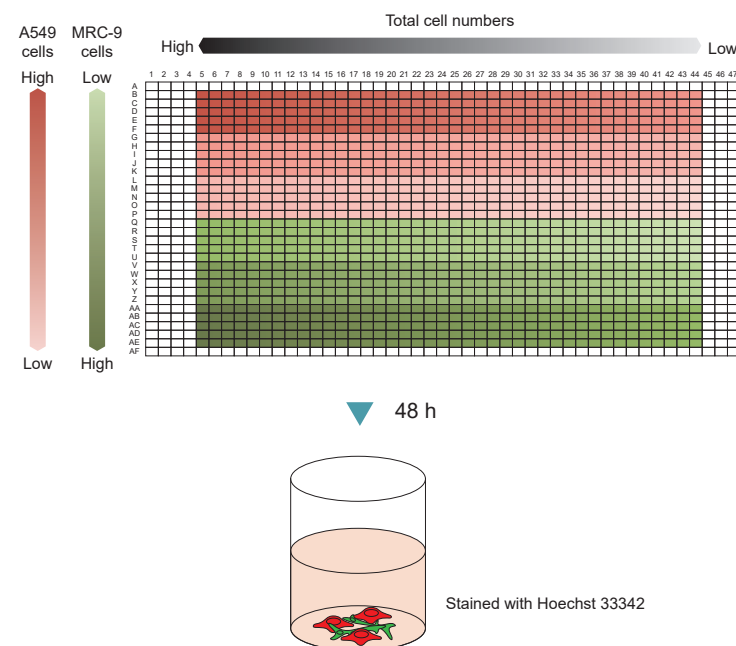 Total cell numbers
A549 MRC-9
cells cells
High Low
High Low
1 2 3 4 5 6 7 8 9 10 11 12 13 14 15 16 17 18 19 20 21 22 23 24 25 26 27 28 29 30 31 32 33 34 35 36 37 38 39 40 41 42 43 44 45 46 47
A
B
C
D
E
F
G
H
I
J
K
L
M
N
O
P
Q
R
S
T
U
V
W
X
Y
Z
AA
AB
AC
AD
AE
AF
Low High
48 h
Stained with Hoechst 33342